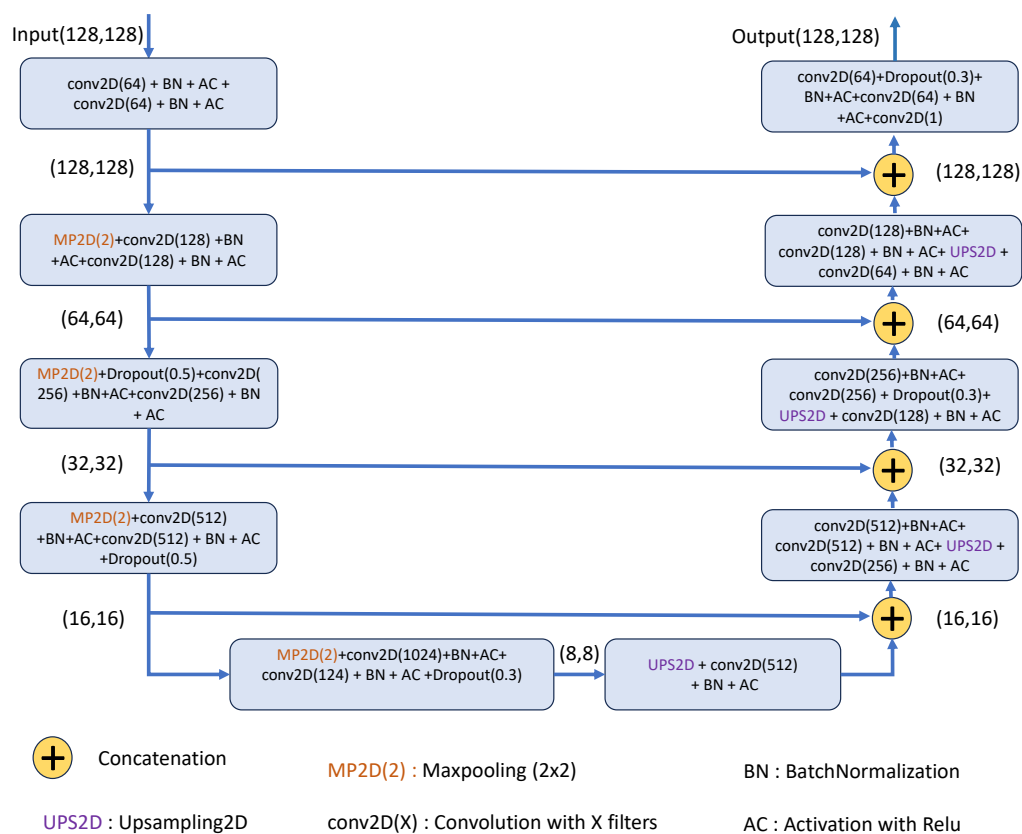 Input(128,128)
conv2D(64) + BN + AC +
conv2D(64) + BN + AC
(128,128)
MP2D(2)+conv2D(128) +BN
+AC+conv2D(128) + BN + AC
(64,64)
MP2D(2)+Dropout(0.5)+conv2D(
256) +BN+AC+conv2D(256) + BN
+ AC
(32,32)
MP2D(2)+conv2D(512)
+BN+AC+conv2D(512) + BN + AC
+Dropout(0.5)
(16,16)
MP2D(2)+conv2D(1024)+BN+AC+
conv2D(124) + BN + AC +Dropout(0.3)
(8,8)
UPS2D + conv2D(512)
+ BN + AC
Output(128,128)
conv2D(64)+Dropout(0.3)+
BN+AC+conv2D(64) + BN
+AC+conv2D(1)
(128,128)
conv2D(128)+BN+AC+
conv2D(128) + BN + AC+ UPS2D +
conv2D(64) + BN + AC
(64,64)
conv2D(256)+BN+AC+
conv2D(256) + Dropout(0.3)+
UPS2D + conv2D(128) + BN + AC
(32,32)
conv2D(512)+BN+AC+
conv2D(512) + BN + AC+ UPS2D +
conv2D(256) + BN + AC
(16,16)
Concatenation
MP2D(2) : Maxpooling (2x2)
BN : BatchNormalization
UPS2D : Upsampling2D
conv2D(X) : Convolution with X filters
AC : Activation with Relu